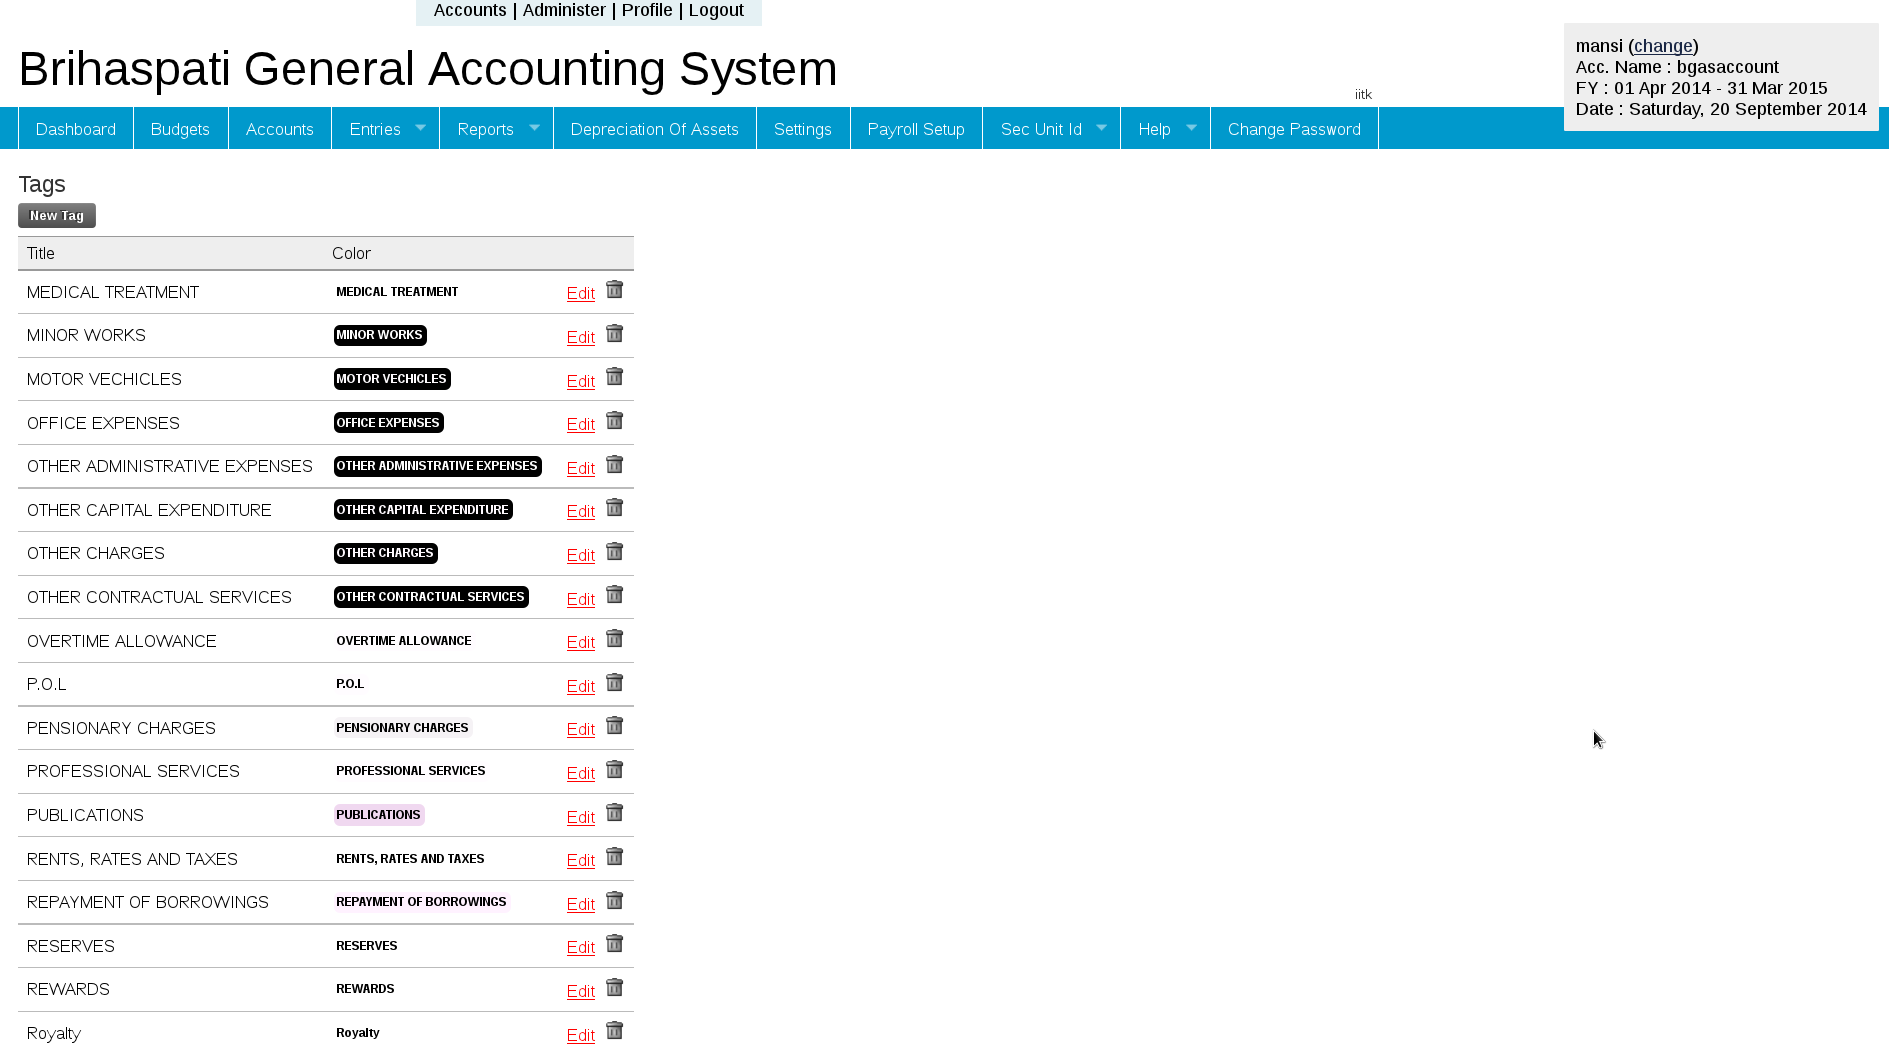 Accounts | Administer | Profile | Logout
Brihaspati General Accounting System
mansi (change)
Acc. Name : bgasaccount
FY : 01 Apr 2014 - 31 Mar 2015
Date : Saturday, 20 September 2014
iitk
Dashboard Budgets Accounts Entries Reports Depreciation Of Assets Settings Payroll Setup Sec Unit Id Help Change Password
Tags
New Tag
Title Color
MEDICAL TREATMENT MEDICAL TREATMENT Edit
MINOR WORKS MINOR WORKS Edit
MOTOR VECHICLES MOTOR VECHICLES Edit
OFFICE EXPENSES OFFICE EXPENSES Edit
OTHER ADMINISTRATIVE EXPENSES OTHER ADMINISTRATIVE EXPENSES Edit
OTHER CAPITAL EXPENDITURE OTHER CAPITAL EXPENDITURE Edit
OTHER CHARGES OTHER CHARGES Edit
OTHER CONTRACTUAL SERVICES OTHER CONTRACTUAL SERVICES Edit
OVERTIME ALLOWANCE OVERTIME ALLOWANCE Edit
P.O.L P.O.L Edit
PENSIONARY CHARGES PENSIONARY CHARGES Edit
PROFESSIONAL SERVICES PROFESSIONAL SERVICES Edit
PUBLICATIONS PUBLICATIONS Edit
RENTS, RATES AND TAXES RENTS, RATES AND TAXES Edit
REPAYMENT OF BORROWINGS REPAYMENT OF BORROWINGS Edit
RESERVES RESERVES Edit
REWARDS REWARDS Edit
Royalty Royalty Edit